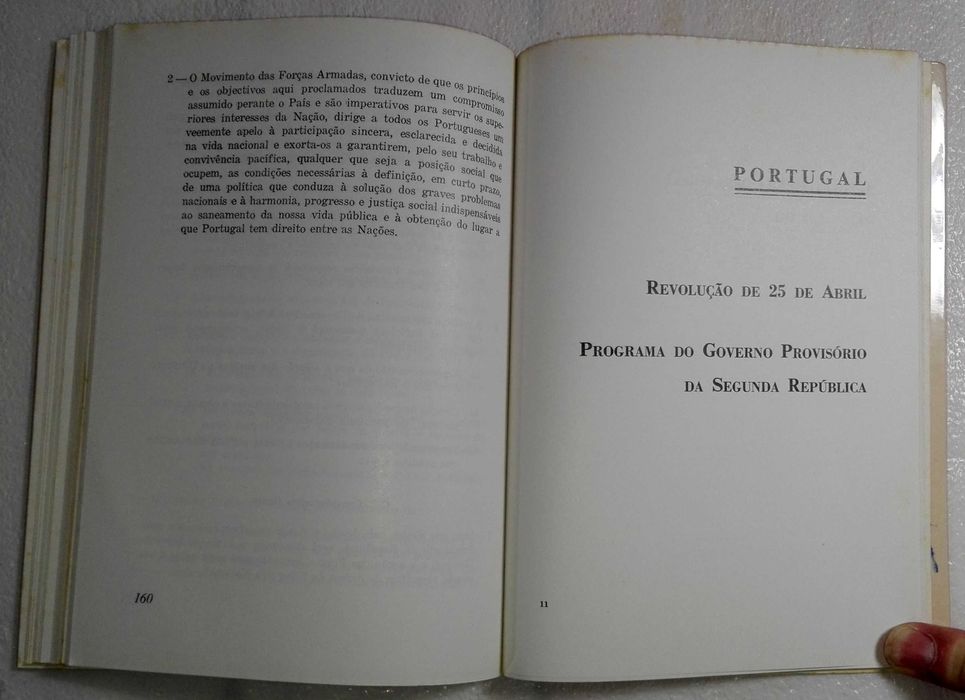 2 — O Movimento das Forças Armadas, convicto de que os princípios
e os objectivos aqui proclamados traduzem um compromisso
assumido perante o País e são imperativos para servir os supe-
riores interesses da Nação, dirige a todos os Portugueses um
veemente apelo à participação sincera, esclarecida e decidida
na vida nacional e exorta-os a garantirem, pelo seu trabalho e
convivência pacífica, qualquer que seja a posição social que
ocupem, as condições necessárias à definição, em curto prazo,
de uma política que conduza à solução dos graves problemas
nacionais e à harmonia, progresso e justiça social indispensáveis
ao saneamento da nossa vida pública e à obtenção do lugar a
que Portugal tem direito entre as Nações.
160
PORTUGAL
REVOLUÇÃO DE 25 DE ABRIL
PROGRAMA DO GOVERNO PROVISÓRIO
DA SEGUNDA REPÚBLICA
11